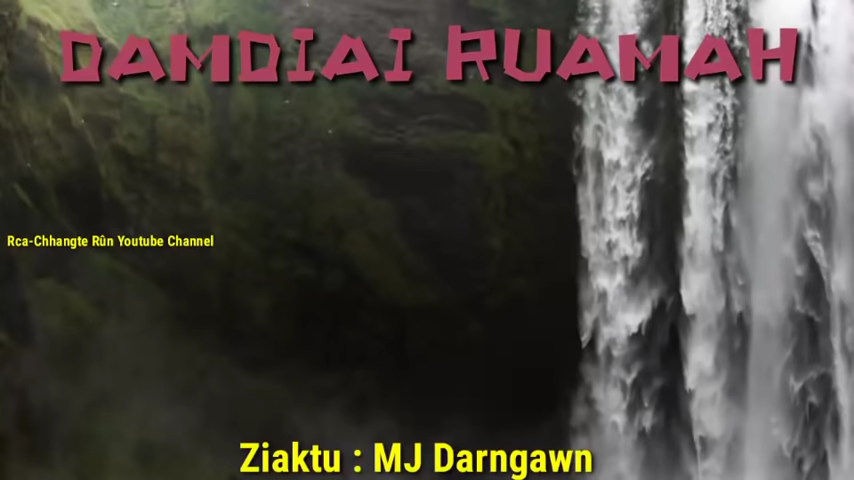 DAMDIAI RUAMAH
Rca-Chhangte Rûn Youtube Channel
Ziaktu : MJ Darngawn